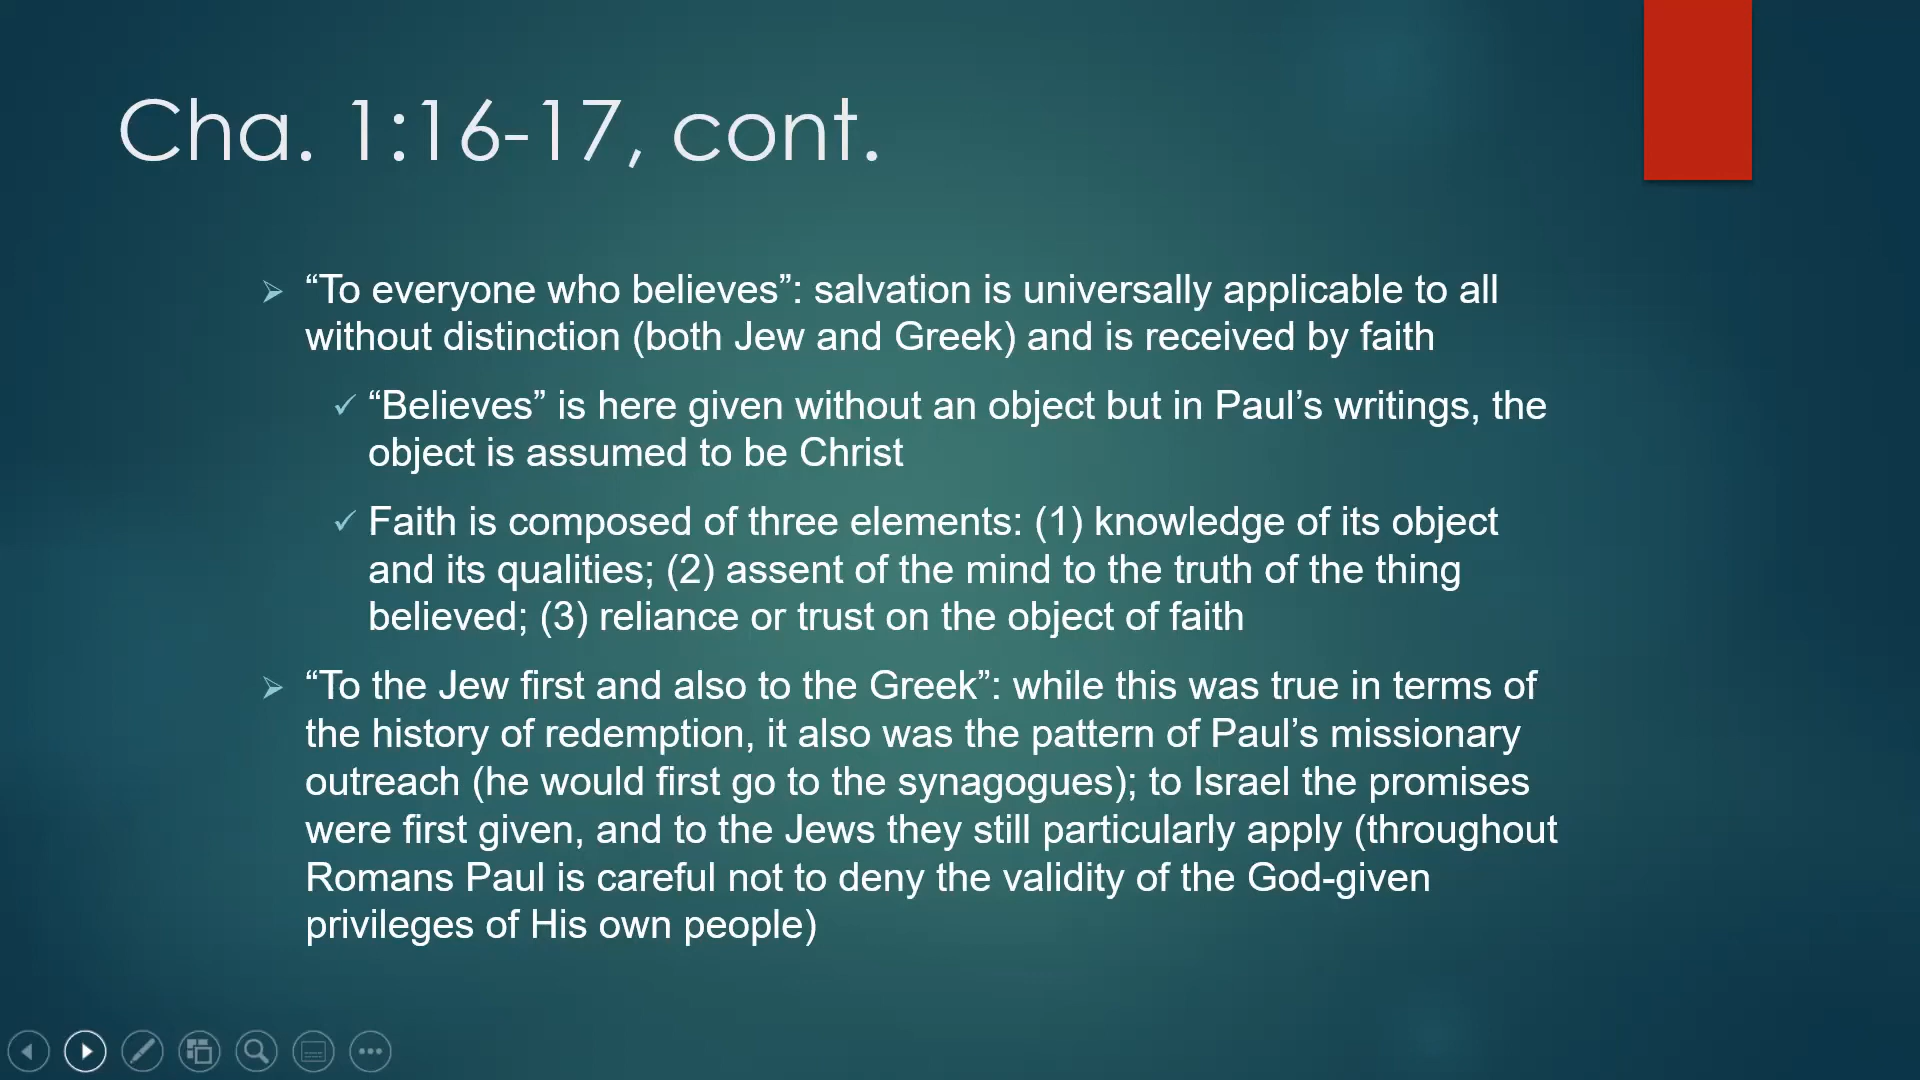 Cha. 1:16-17, cont.
“To everyone who believes”: salvation is universally applicable to all
without distinction (both Jew and Greek) and is received by faith
“Believes” is here given without an object but in Paul’s writings, the
object is assumed to be Christ
Faith is composed of three elements: (1) knowledge of its object
and its qualities; (2) assent of the mind to the truth of the thing
believed; (3) reliance or trust on the object of faith
“To the Jew first and also to the Greek”: while this was true in terms of
the history of redemption, it also was the pattern of Paul’s missionary
outreach (he would first go to the synagogues); to Israel the promises
were first given, and to the Jews they still particularly apply (throughout
Romans Paul is careful not to deny the validity of the God-given
privileges of His own people)